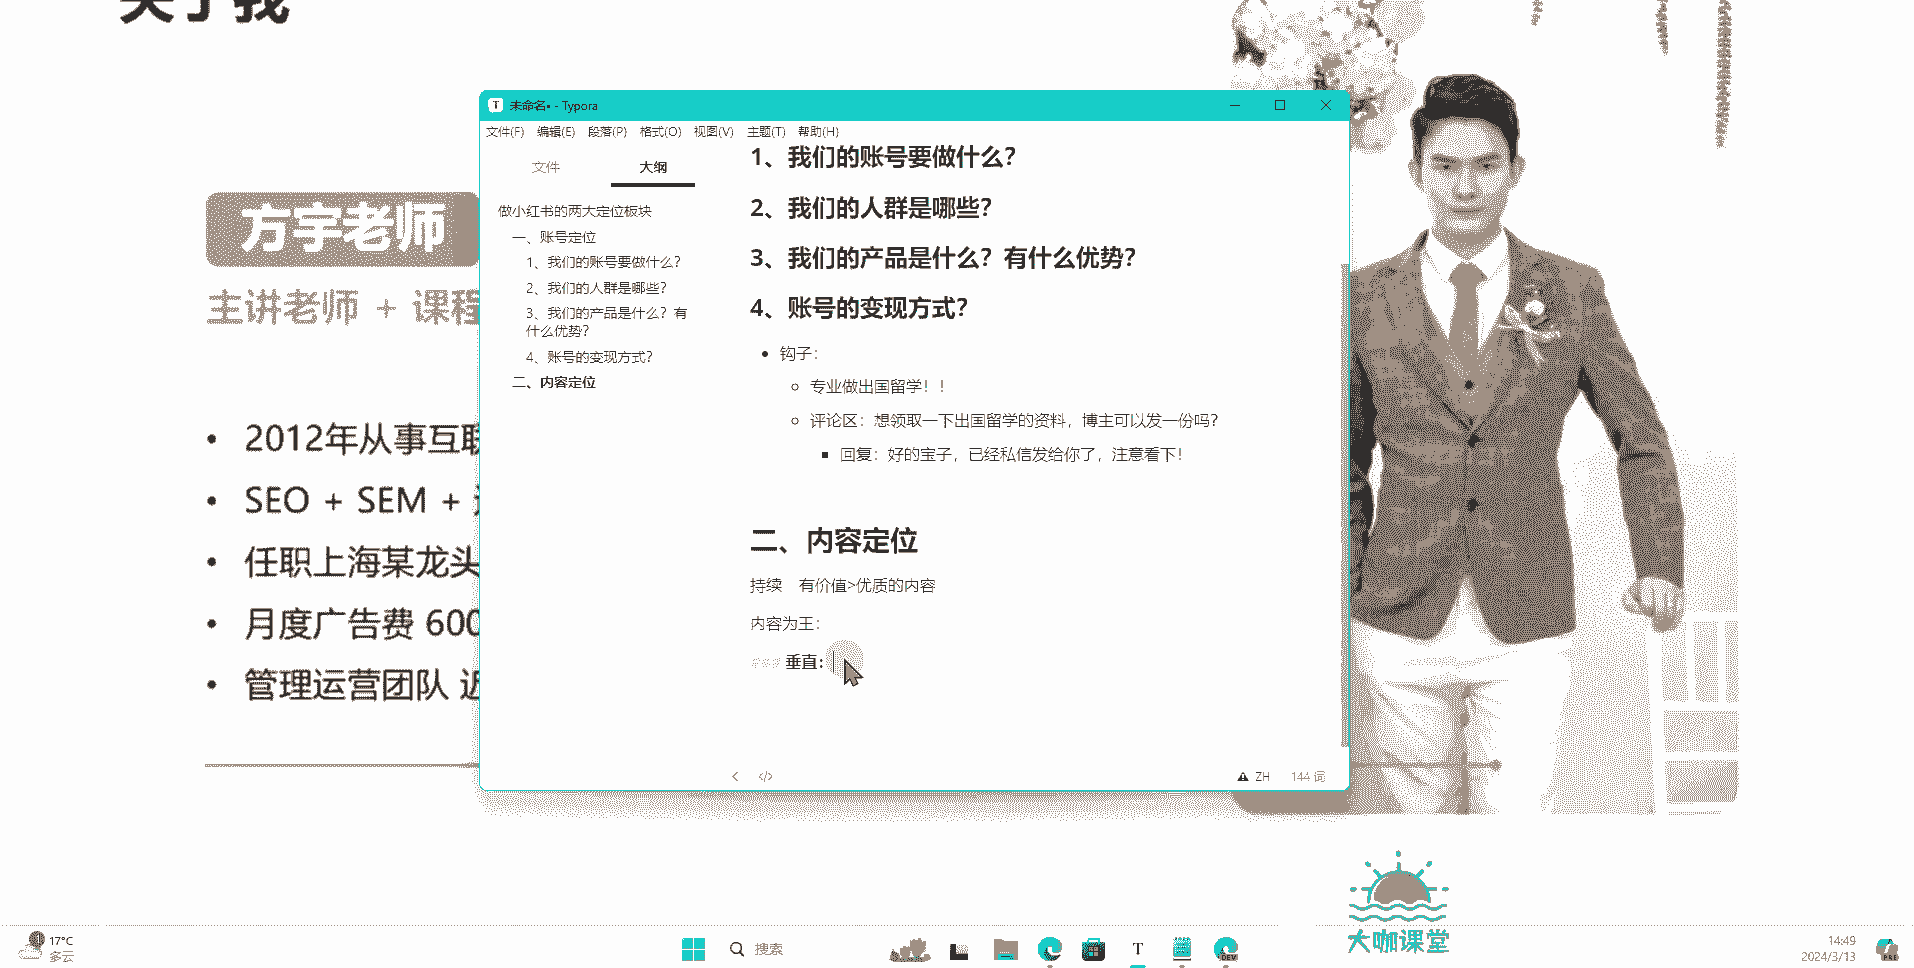 关于我
方宇老师
主讲老师 + 课程
• 2012年从事互联
• SEO + SEM +
• 任职上海某龙头
• 月度广告费 600
• 管理运营团队 近
未命名• - Typora
文件(F) 编辑(E) 段落(P) 格式(O) 视图(V) 主题(T) 帮助(H)
文件 大纲
做小红书的两大定位板块
一、账号定位
1、我们的账号要做什么？
2、我们的人群是哪些？
3、我们的产品是什么？有
什么优势？
4、账号的变现方式？
二、内容定位
1、我们的账号要做什么？
2、我们的人群是哪些？
3、我们的产品是什么？有什么优势？
4、账号的变现方式？
• 钩子：
专业做出国留学！！
评论区：想领取一下出国留学的资料，博主可以发一份吗？
回复：好的宝子，已经私信发给你了，注意看下！
二、内容定位
持续 有价值>优质的内容
内容为王：
### 垂直：
ZH 144 词
大咖课堂
1
17°C
多云
搜索
T
DEV
14:49
2024/3/13
PRE